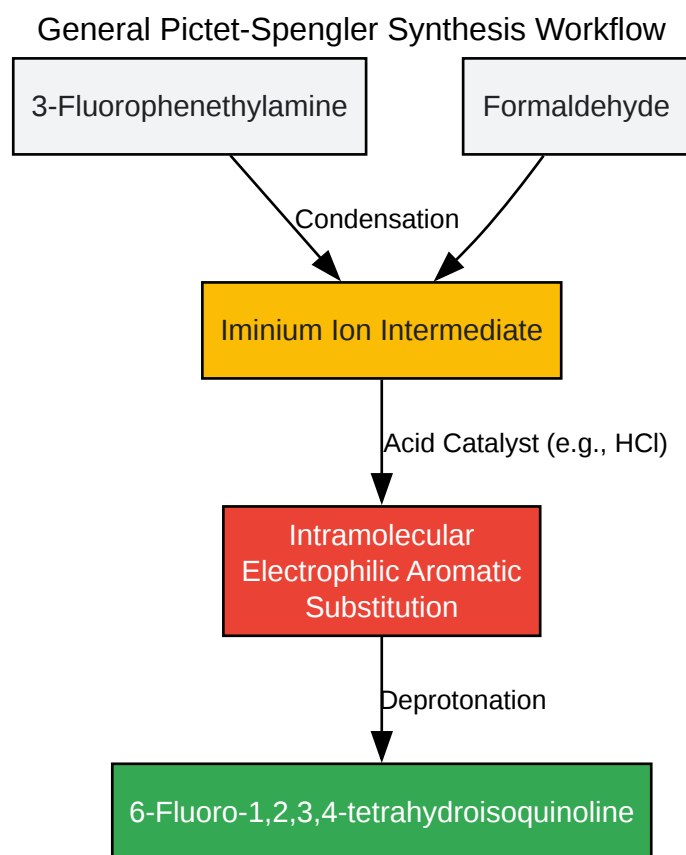 General Pictet-Spengler Synthesis Workflow
3-Fluorophenethylamine
Formaldehyde
Condensation
Iminium Ion Intermediate
Acid Catalyst (e.g., HCl)
Intramolecular
Electrophilic Aromatic
Substitution
Deprotonation
6-Fluoro-1,2,3,4-tetrahydroisoquinoline